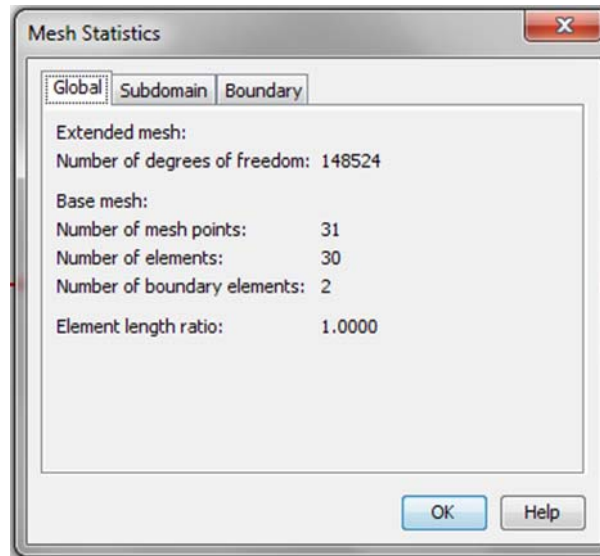 Mesh Statistics
Global Subdomain Boundary
Extended mesh:
Number of degrees of freedom: 148524
Base mesh:
Number of mesh points: 31
Number of elements: 30
Number of boundary elements: 2
Element length ratio: 1.0000
OK Help